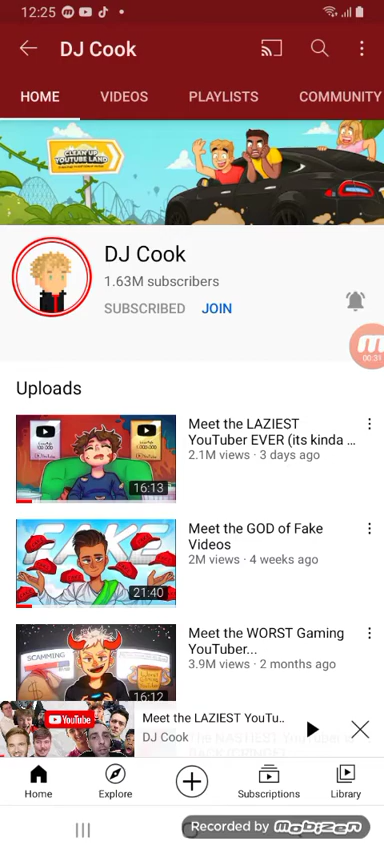 12:25
DJ Cook
HOME VIDEOS PLAYLISTS COMMUNITY
CLEAN UP
YOUTUBE LAND
DJ Cook
1.63M subscribers
SUBSCRIBED JOIN
00:31
Uploads
Meet the LAZIEST
YouTuber EVER (its kinda ...
2.1M views · 3 days ago
16:13
FAKE
Meet the GOD of Fake
Videos
2M views · 4 weeks ago
21:40
SCAMMING
Meet the WORST Gaming
YouTuber...
3.9M views · 2 months ago
16:12
YouTube
Meet the LAZIEST YouTu..
DJ Cook
Home Explore Subscriptions Library
Recorded by mobizen